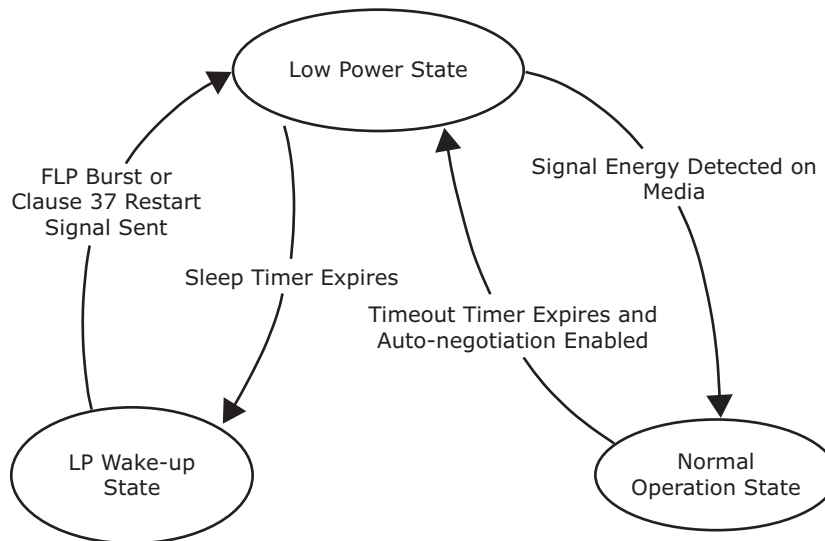 Low Power State
FLP Burst or
Clause 37 Restart
Signal Sent
Signal Energy Detected on
Media
Sleep Timer Expires
Timeout Timer Expires and
Auto-negotiation Enabled
LP Wake-up
State
Normal
Operation State